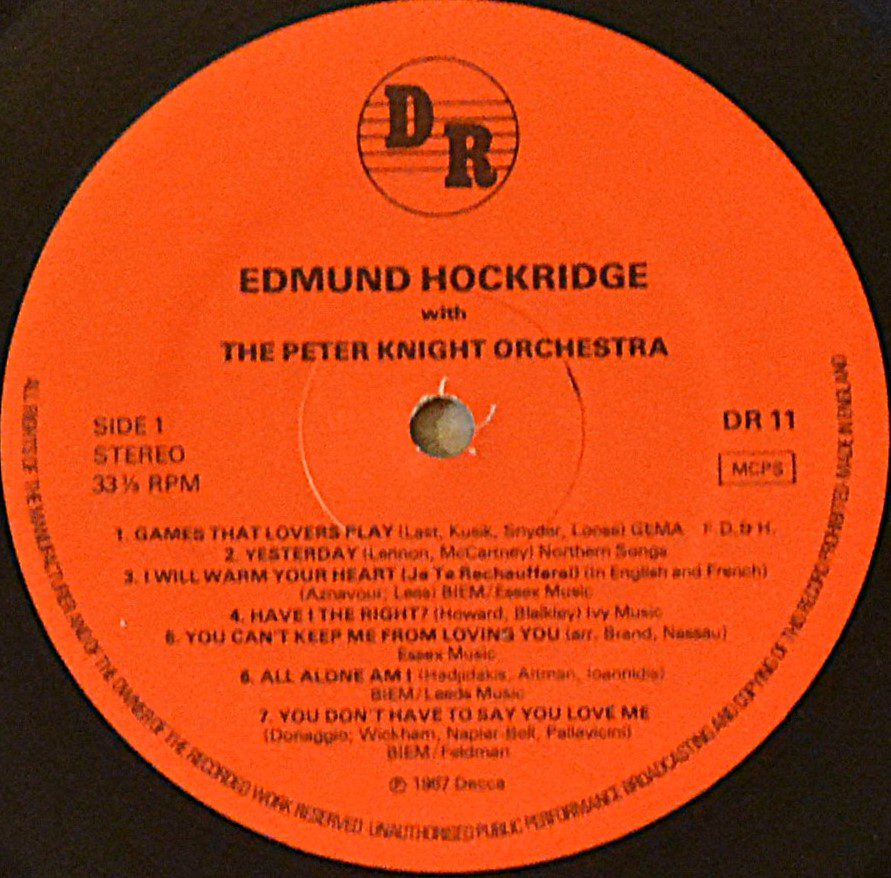 DR
EDMUND HOCKRIDGE
with
THE PETER KNIGHT ORCHESTRA
SIDE 1
STEREO
33⅓ RPM
DR 11
MCPS
1. GAMES THAT LOVERS PLAY (Last, Kusik, Snyder, Loose) GEMA F.D.& H.
2. YESTERDAY (Lennon, McCartney) Northern Songs
3. I WILL WARM YOUR HEART (Je Te Rechaufferai) (In English and French)
(Aznavour; Lees) BIEM/Essex Music
4. HAVE I THE RIGHT? (Howard, Blaikley) Ivy Music
5. YOU CAN'T KEEP ME FROM LOVING YOU (arr. Brand, Nassau)
Essex Music
6. ALL ALONE AM I (Hadjidakis, Altman, Ioannidis)
BIEM/Leeds Music
7. YOU DON'T HAVE TO SAY YOU LOVE ME
(Donaggio; Wickham, Napier-Bell, Pallavicini)
BIEM/Feldman
℗ 1967 Decca
ALL RIGHTS OF THE MANUFACTURER AND OF THE OWNER OF THE RECORDED WORK RESERVED. UNAUTHORISED PUBLIC PERFORMANCE BROADCASTING AND COPYING OF THIS RECORD PROHIBITED · MADE IN ENGLAND